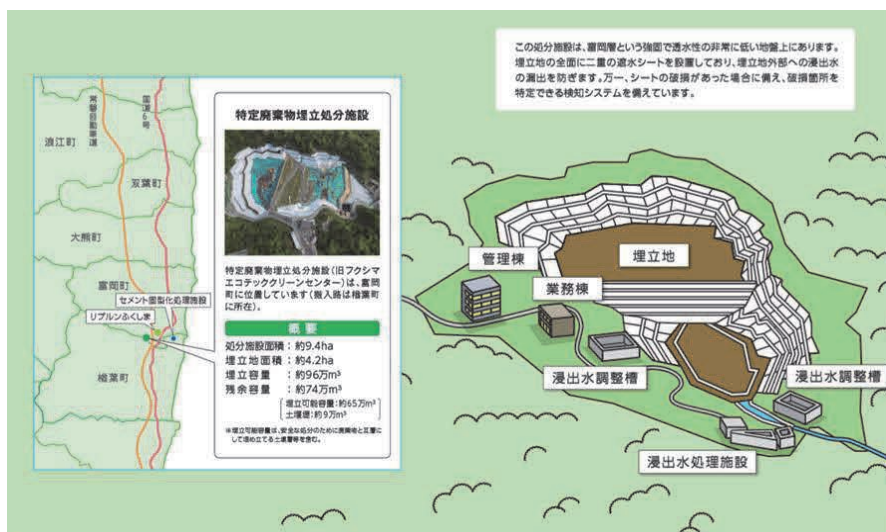 この処分施設は、富岡層という強固で透水性の非常に低い地盤上にあります。
埋立地の全面に二重の遮水シートを設置しており、埋立地外部への浸出水
の漏出を防ぎます。万一、シートの破損があった場合に備え、破損箇所を
特定できる検知システムを備えています。
常磐自動車道
国道6号
浪江町
双葉町
大熊町
富岡町
セメント固型化処理施設
リプルンふくしま
楢葉町
特定廃棄物埋立処分施設
特定廃棄物埋立処分施設(旧フクシマ
エコテッククリーンセンター)は、富岡
町に位置しています(搬入路は楢葉町
に所在)。
概要
処分施設面積:約9.4ha
埋立地面積:約4.2ha
埋立容量:約96万m³
残余容量:約74万m³
埋立可能容量:約65万m³
土堰堤:約9万m³
※埋立可能容量は、安全な処分のために廃棄物と互層に
して埋め立てる土壌層等を含む。
管理棟
業務棟
埋立地
浸出水調整槽
浸出水調整槽
浸出水処理施設